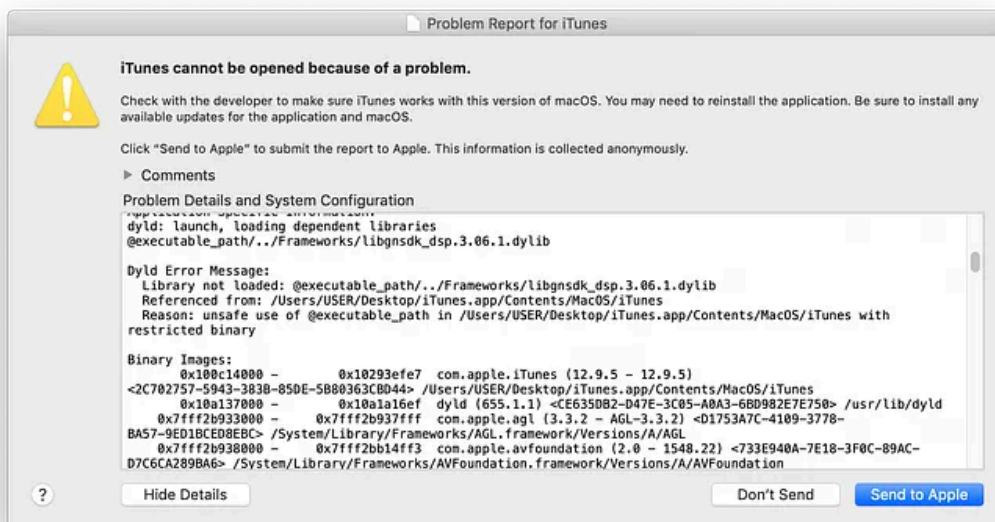 Problem Report for iTunes
iTunes cannot be opened because of a problem.
Check with the developer to make sure iTunes works with this version of macOS. You may need to reinstall the application. Be sure to install any
available updates for the application and macOS.
Click "Send to Apple" to submit the report to Apple. This information is collected anonymously.
Comments
Problem Details and System Configuration
Application Specific Information:
dyld: launch, loading dependent libraries
@executable_path/../Frameworks/libgnsdk_dsp.3.06.1.dylib
Dyld Error Message:
Library not loaded: @executable_path/../Frameworks/libgnsdk_dsp.3.06.1.dylib
Referenced from: /Users/USER/Desktop/iTunes.app/Contents/MacOS/iTunes
Reason: unsafe use of @executable_path in /Users/USER/Desktop/iTunes.app/Contents/MacOS/iTunes with
restricted binary
Binary Images:
0x100c14000 - 0x10293efe7 com.apple.iTunes (12.9.5 - 12.9.5)
<2C702757-5943-383B-85DE-5B80363CBD44> /Users/USER/Desktop/iTunes.app/Contents/MacOS/iTunes
0x10a137000 - 0x10a1a16ef dyld (655.1.1) <CE635DB2-D47E-3C05-A0A3-6BD982E7E750> /usr/lib/dyld
0x7fff2b933000 - 0x7fff2b937fff com.apple.agl (3.3.2 - AGL-3.3.2) <D1753A7C-4109-3778-
BA57-9ED1BCED8EBC> /System/Library/Frameworks/AGL.framework/Versions/A/AGL
0x7fff2b938000 - 0x7fff2bb14ff3 com.apple.avfoundation (2.0 - 1548.22) <733E940A-7E18-3F0C-89AC-
D7C6CA289BA6> /System/Library/Frameworks/AVFoundation.framework/Versions/A/AVFoundation
?
Hide Details
Don't Send
Send to Apple